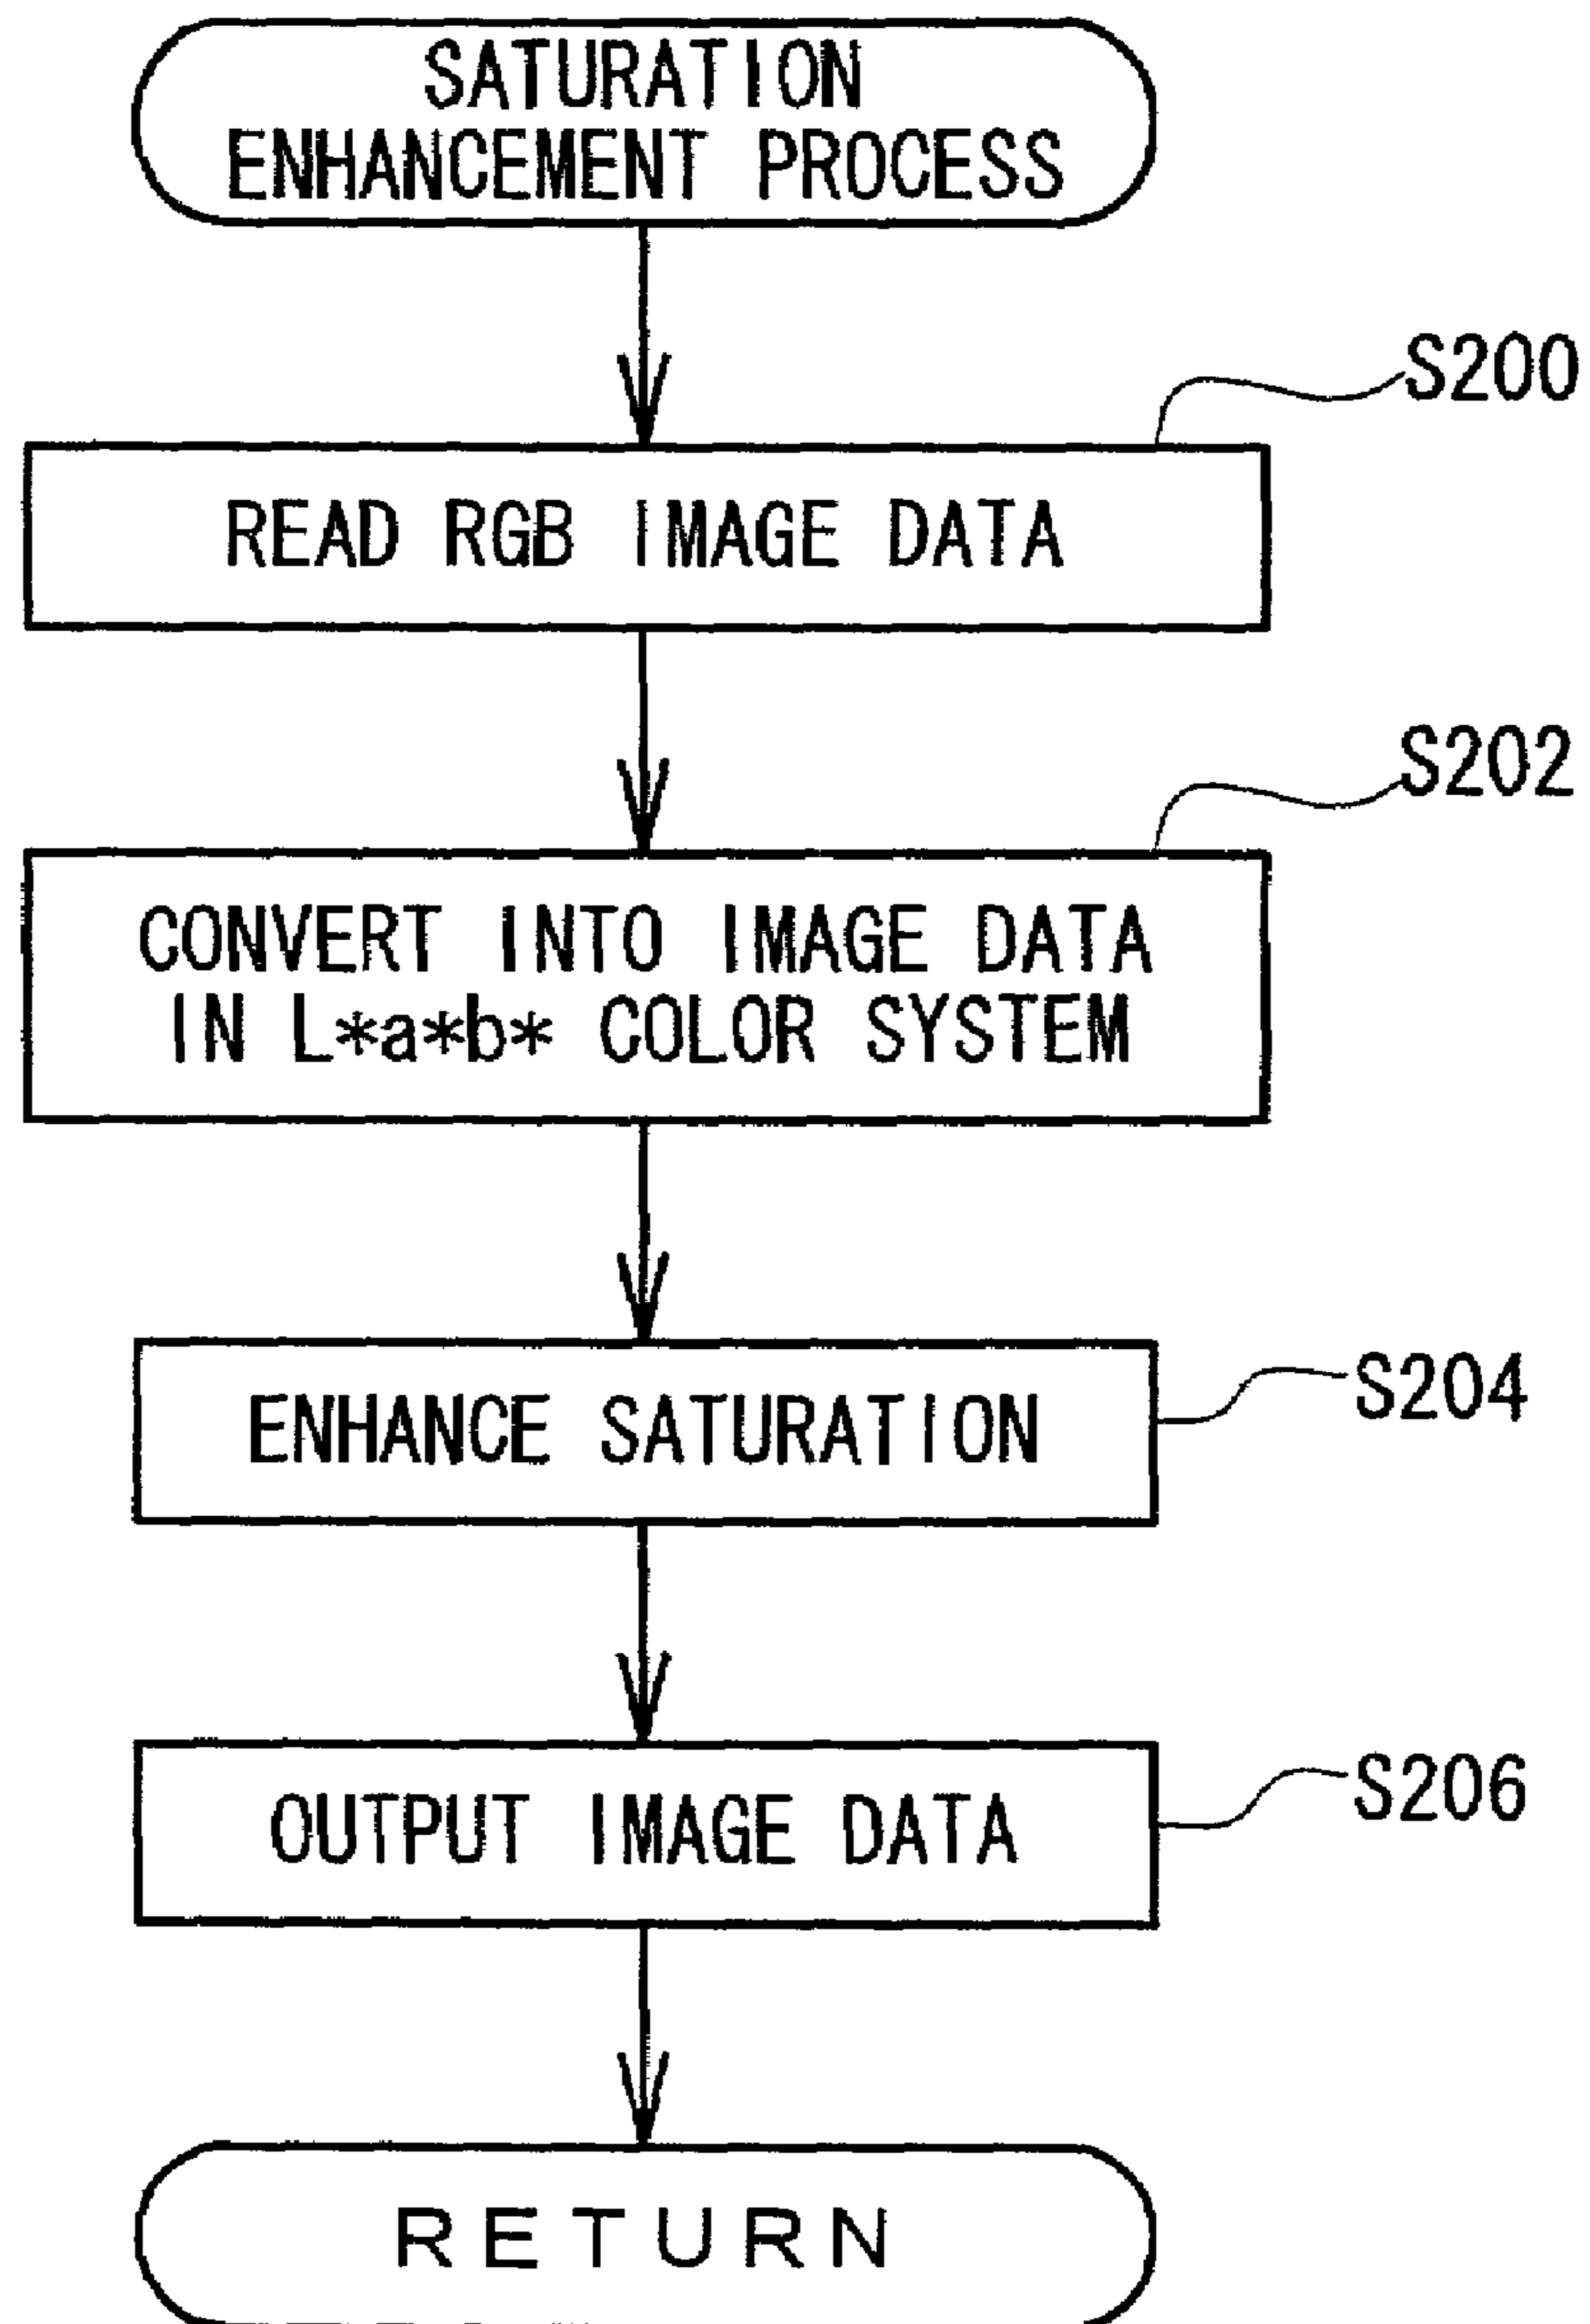 SATURATION
ENHANCEMENT PROCESS
S200
READ RGB IMAGE DATA
S202
CONVERT INTO IMAGE DATA
IN L*a*b* COLOR SYSTEM
S204
ENHANCE SATURATION
S206
OUTPUT IMAGE DATA
RETURN